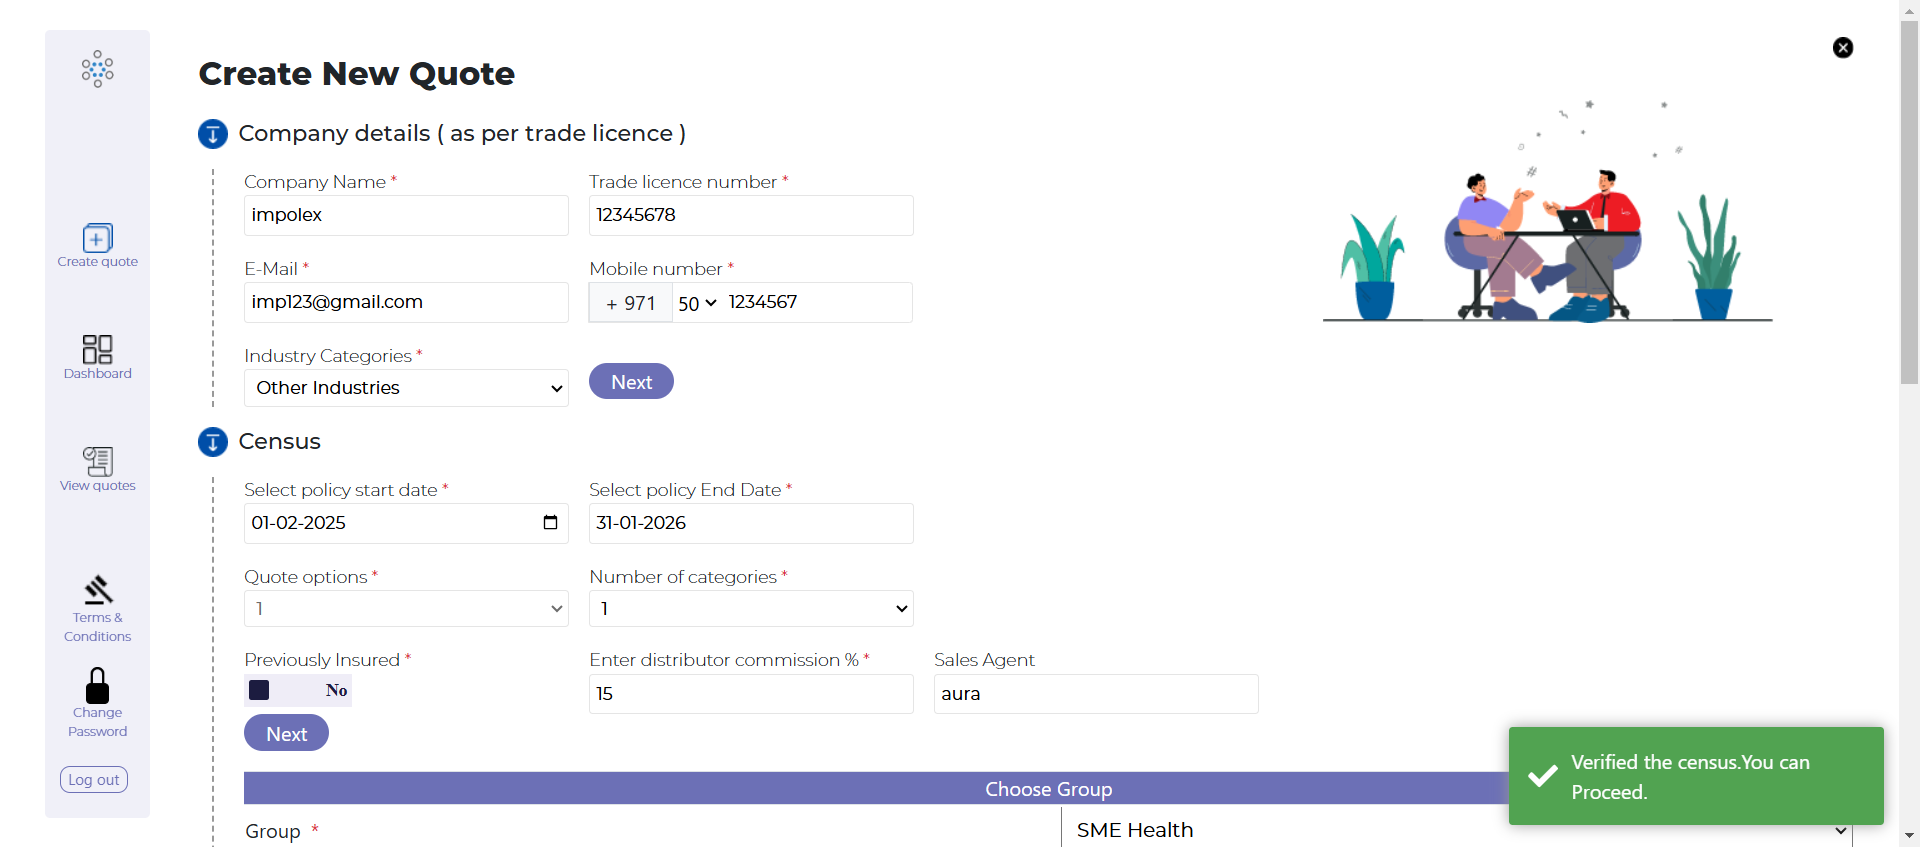 Create New Quote
Company details ( as per trade licence )
Company Name * Trade licence number *
impolex 12345678
E-Mail * Mobile number *
imp123@gmail.com + 971 50 1234567
Industry Categories *
Other Industries Next
Census
Select policy start date * Select policy End Date *
01-02-2025 31-01-2026
Quote options * Number of categories *
1 1
Previously Insured * Enter distributor commission % * Sales Agent
No 15 aura
Next
Choose Group
Group * SME Health
Create quote
Dashboard
View quotes
Terms &
Conditions
Change
Password
Log out
Verified the census.You can
Proceed.